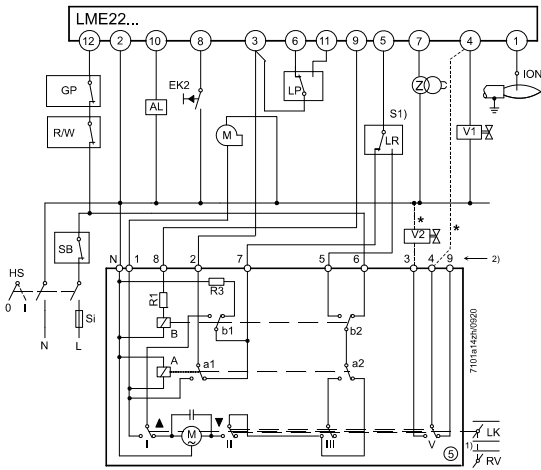 LME22...
12 2 10 8 3 6 11 9 5 7 4 1
ION
GP
EK2
AL
LP
Z
S1)
R/W
M
LR
V1
*
*
V2
SB
N 1 8 2 7 5 6 3 4 9 2)
HS
0 I
Si
N L
R1
R3
B
b1
b2
A
a1
a2
M
I
II
III
V
LK
1)
RV
5
7101a14zh/0920